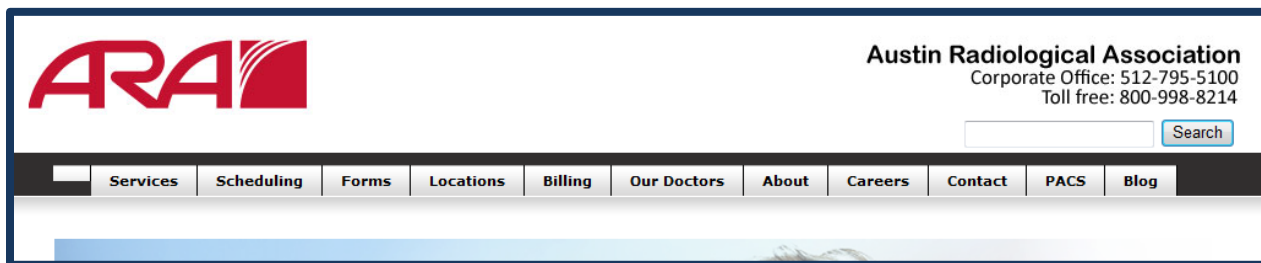 ARA
Austin Radiological Association
Corporate Office: 512-795-5100
Toll free: 800-998-8214
Search
Services Scheduling Forms Locations Billing Our Doctors About Careers Contact PACS Blog